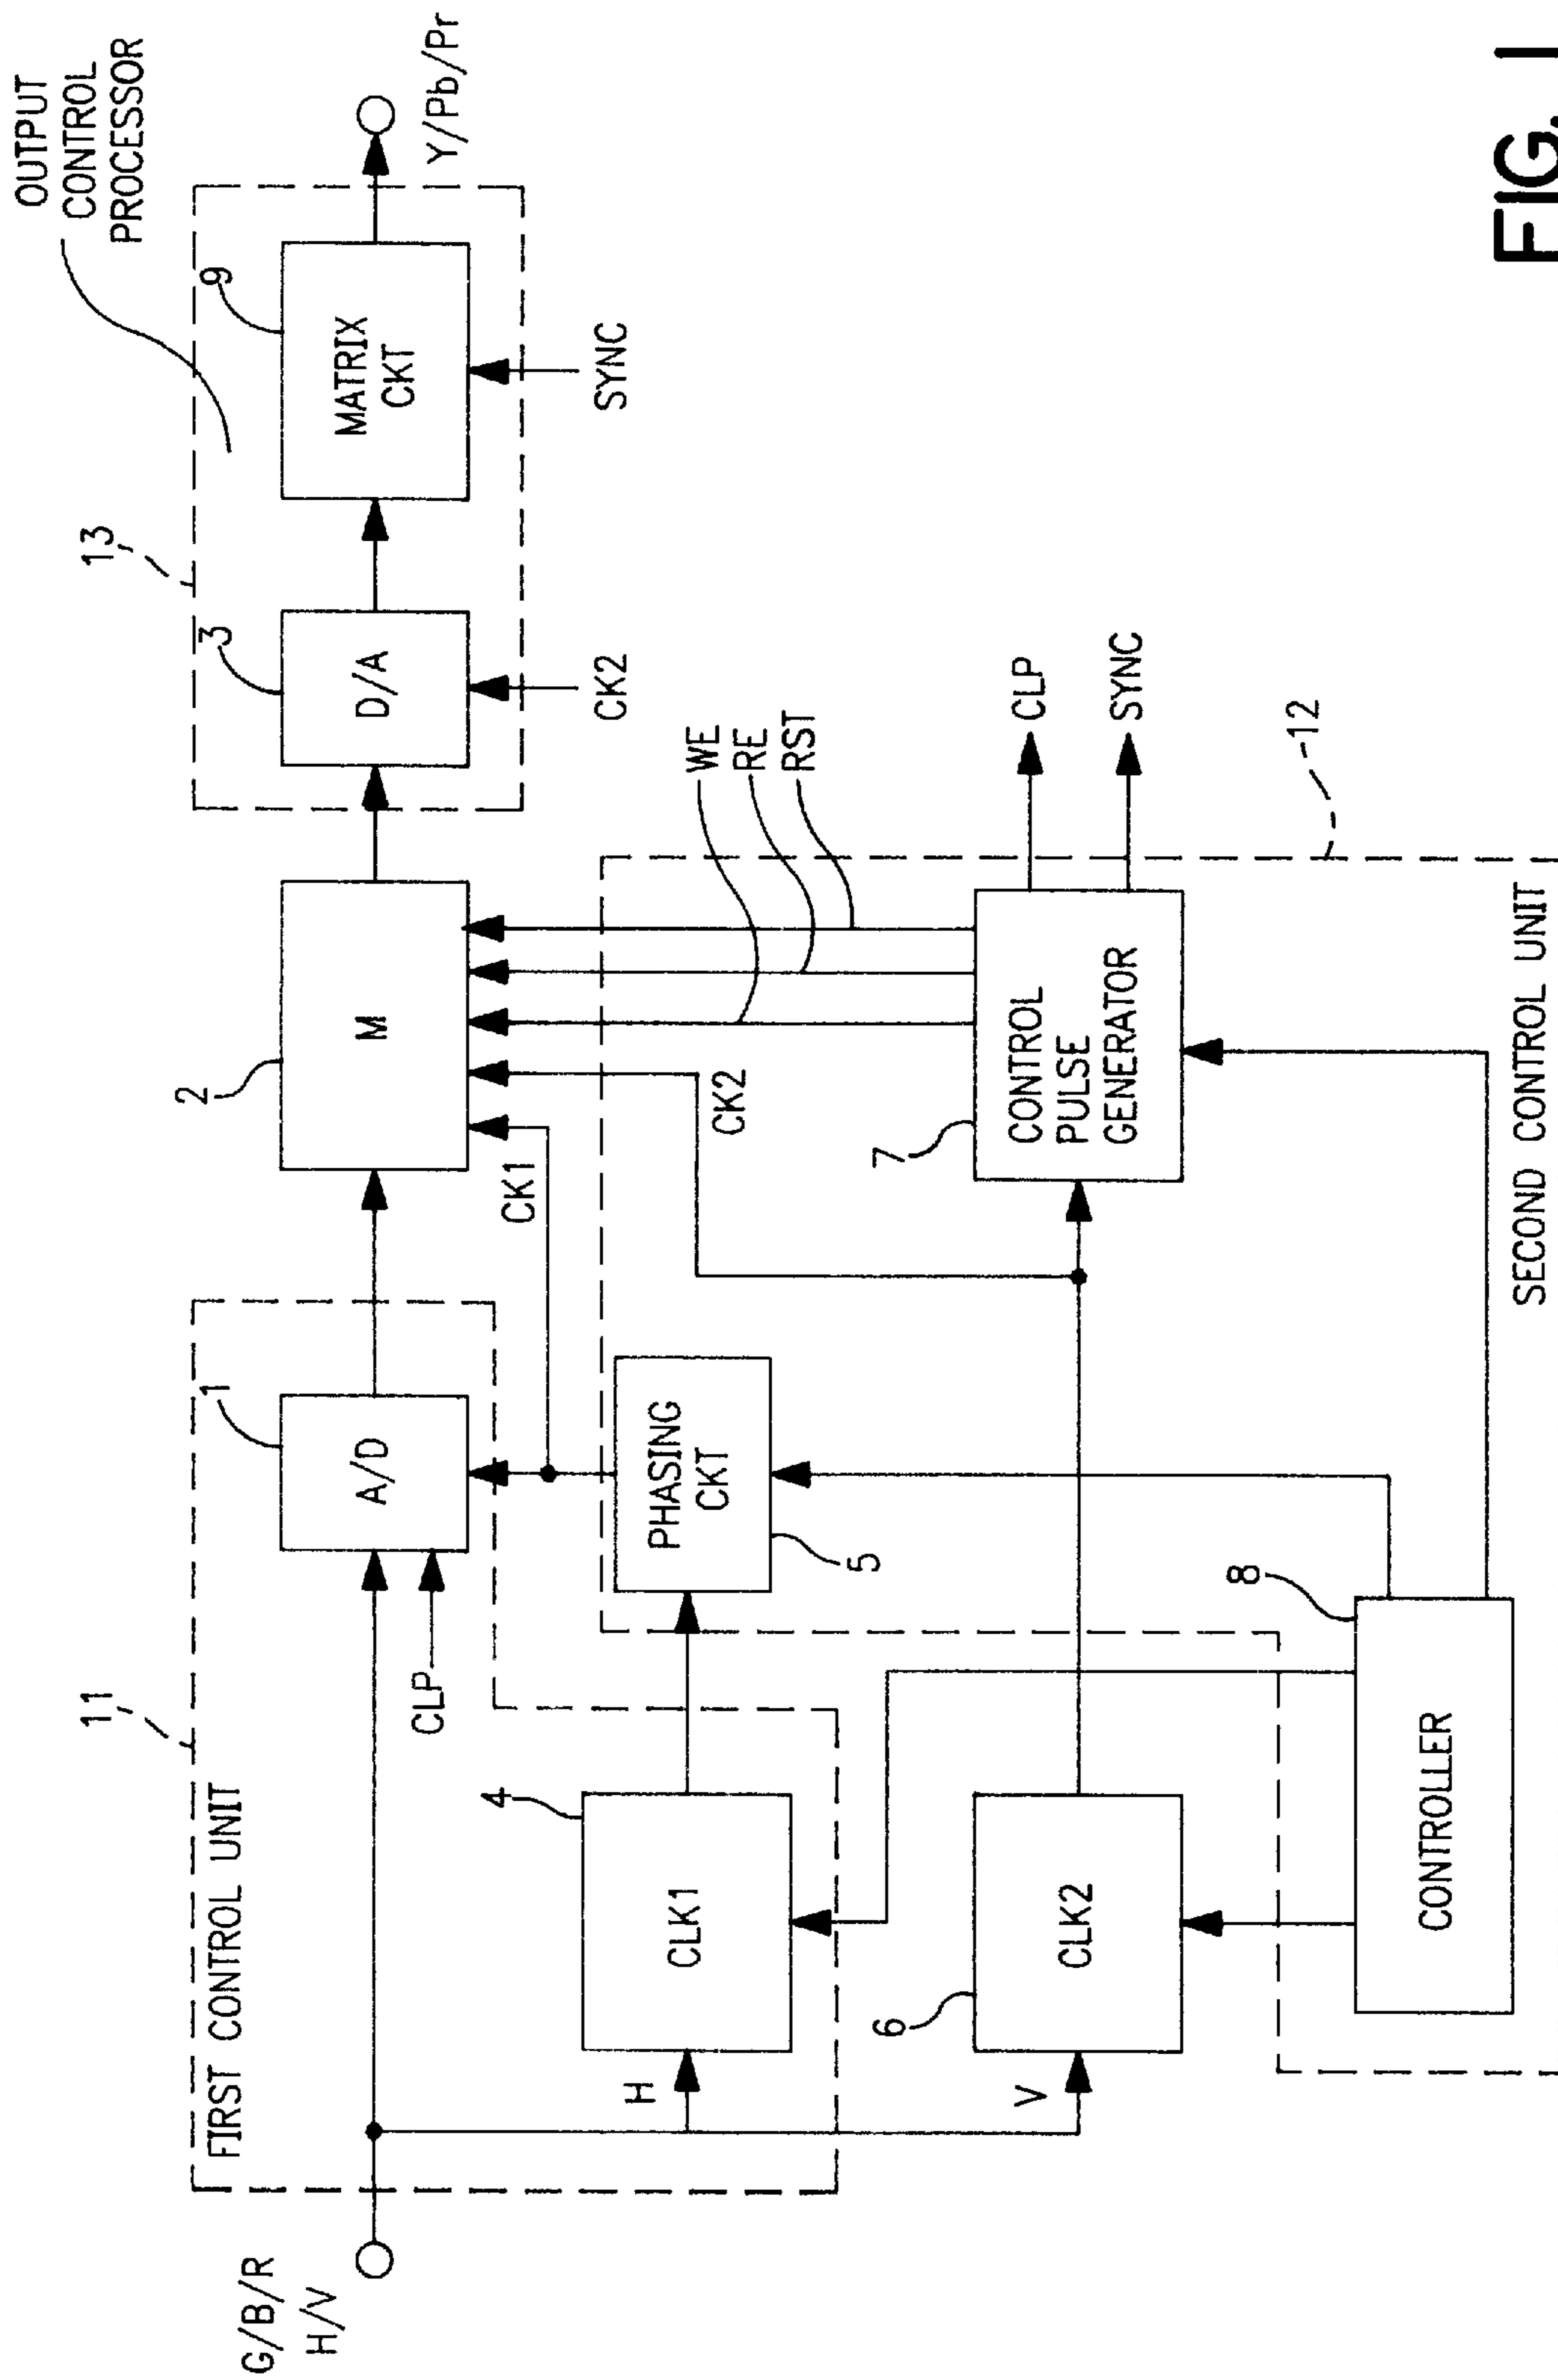 G/B/R
H/V
FIRST CONTROL UNIT
11
A/D
1
CLP
H
CLK1
4
PHASING
CKT
5
CK1
M
2
D/A
3
CK2
MATRIX
CKT
9
SYNC
13
OUTPUT
CONTROL
PROCESSOR
Y/Pb/Pr
V
CLK2
6
CK2
CONTROL
PULSE
GENERATOR
7
WE
RE
RST
CLP
SYNC
12
CONTROLLER
8
SECOND CONTROL UNIT
FIG. 1